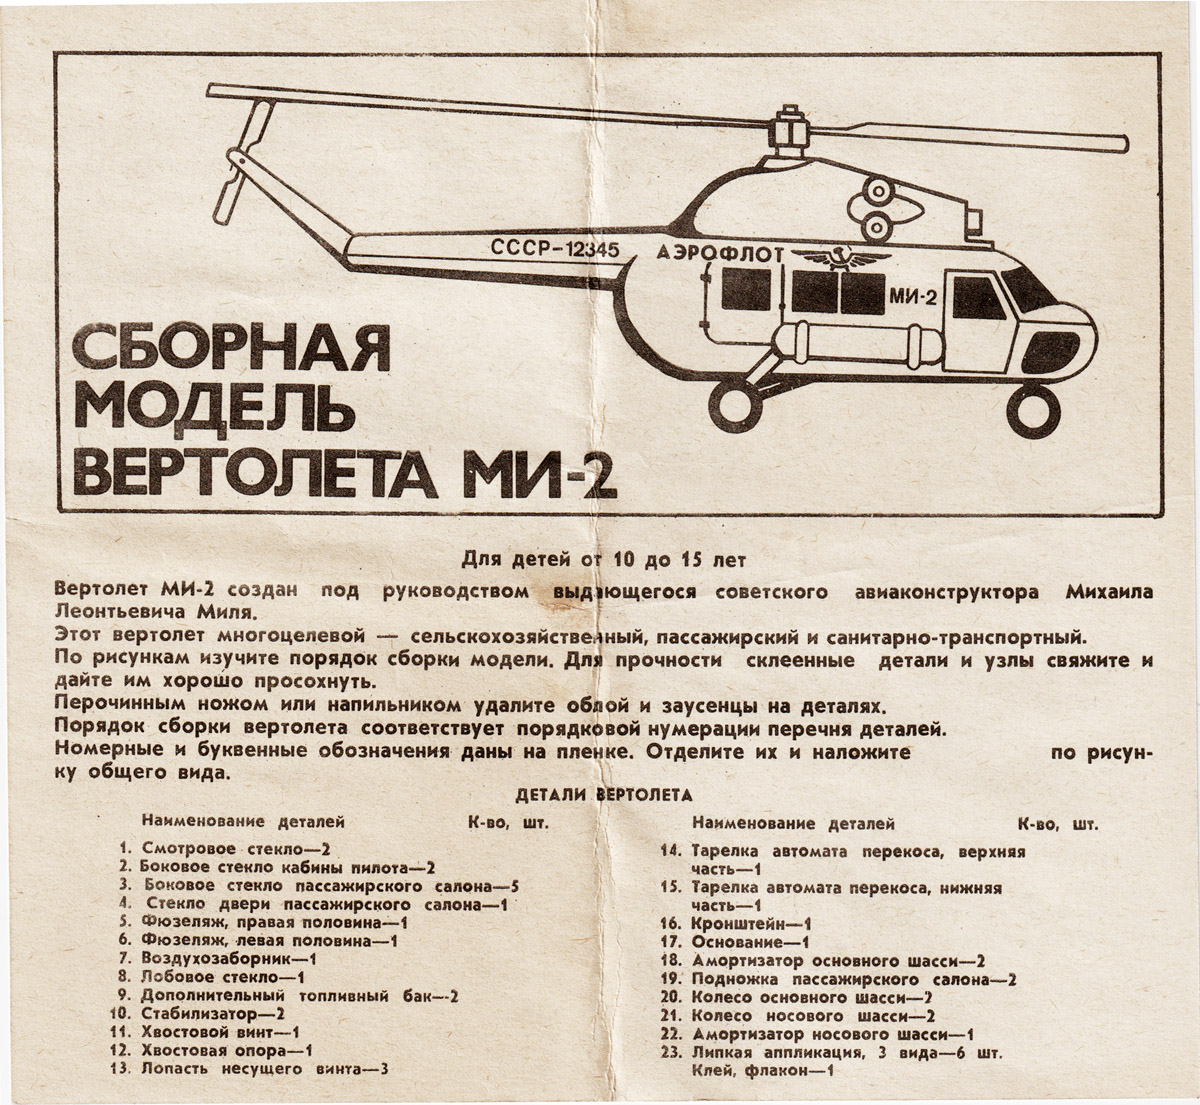 СССР-12345
АЭРОФЛОТ
МИ-2
СБОРНАЯ
МОДЕЛЬ
ВЕРТОЛЕТА МИ-2
Для детей от 10 до 15 лет
Вертолет МИ-2 создан под руководством выдающегося советского авиаконструктора Михаила
Леонтьевича Миля.
Этот вертолет многоцелевой — сельскохозяйственный, пассажирский и санитарно-транспортный.
По рисункам изучите порядок сборки модели. Для прочности склеенные детали и узлы свяжите и
дайте им хорошо просохнуть.
Перочинным ножом или напильником удалите облой и заусенцы на деталях.
Порядок сборки вертолета соответствует порядковой нумерации перечня деталей.
Номерные и буквенные обозначения даны на пленке. Отделите их и наложите по рисун-
ку общего вида.
ДЕТАЛИ ВЕРТОЛЕТА
Наименование деталей К-во, шт.
1. Смотровое стекло—2
2. Боковое стекло кабины пилота—2
3. Боковое стекло пассажирского салона—5
4. Стекло двери пассажирского салона—1
5. Фюзеляж, правая половина—1
6. Фюзеляж, левая половина—1
7. Воздухозаборник—1
8. Лобовое стекло—1
9. Дополнительный топливный бак—2
10. Стабилизатор—2
11. Хвостовой винт—1
12. Хвостовая опора—1
13. Лопасть несущего винта—3
Наименование деталей К-во, шт.
14. Тарелка автомата перекоса, верхняя
часть—1
15. Тарелка автомата перекоса, нижняя
часть—1
16. Кронштейн—1
17. Основание—1
18. Амортизатор основного шасси—2
19. Подножка пассажирского салона—2
20. Колесо основного шасси—2
21. Колесо носового шасси—2
22. Амортизатор носового шасси—1
23. Липкая аппликация, 3 вида—6 шт.
Клей, флакон—1